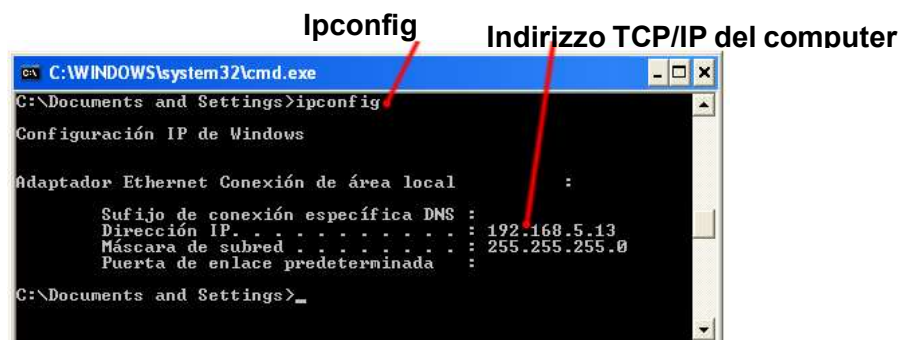 Ipconfig
Indirizzo TCP/IP del computer
C:\WINDOWS\system32\cmd.exe
C:\Documents and Settings>ipconfig
Configuración IP de Windows
Adaptador Ethernet Conexión de área local :
Sufijo de conexión específica DNS :
Dirección IP. . . . . . . . . . . : 192.168.5.13
Máscara de subred . . . . . . . . : 255.255.255.0
Puerta de enlace predeterminada :
C:\Documents and Settings>_